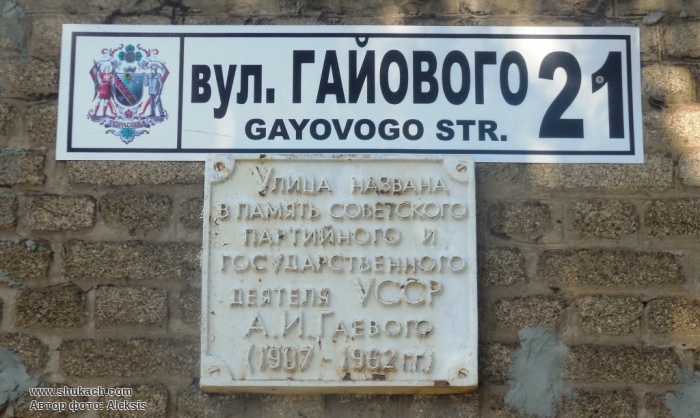 вул. ГАЙОВОГО 21
GAYOVOGO STR.
Улица названа
в память советского
партийного и
государственного
деятеля УССР
А.И.Гаевого
(1907-1962 гг.)
www.shukach.com
Автор фото: Aleksis